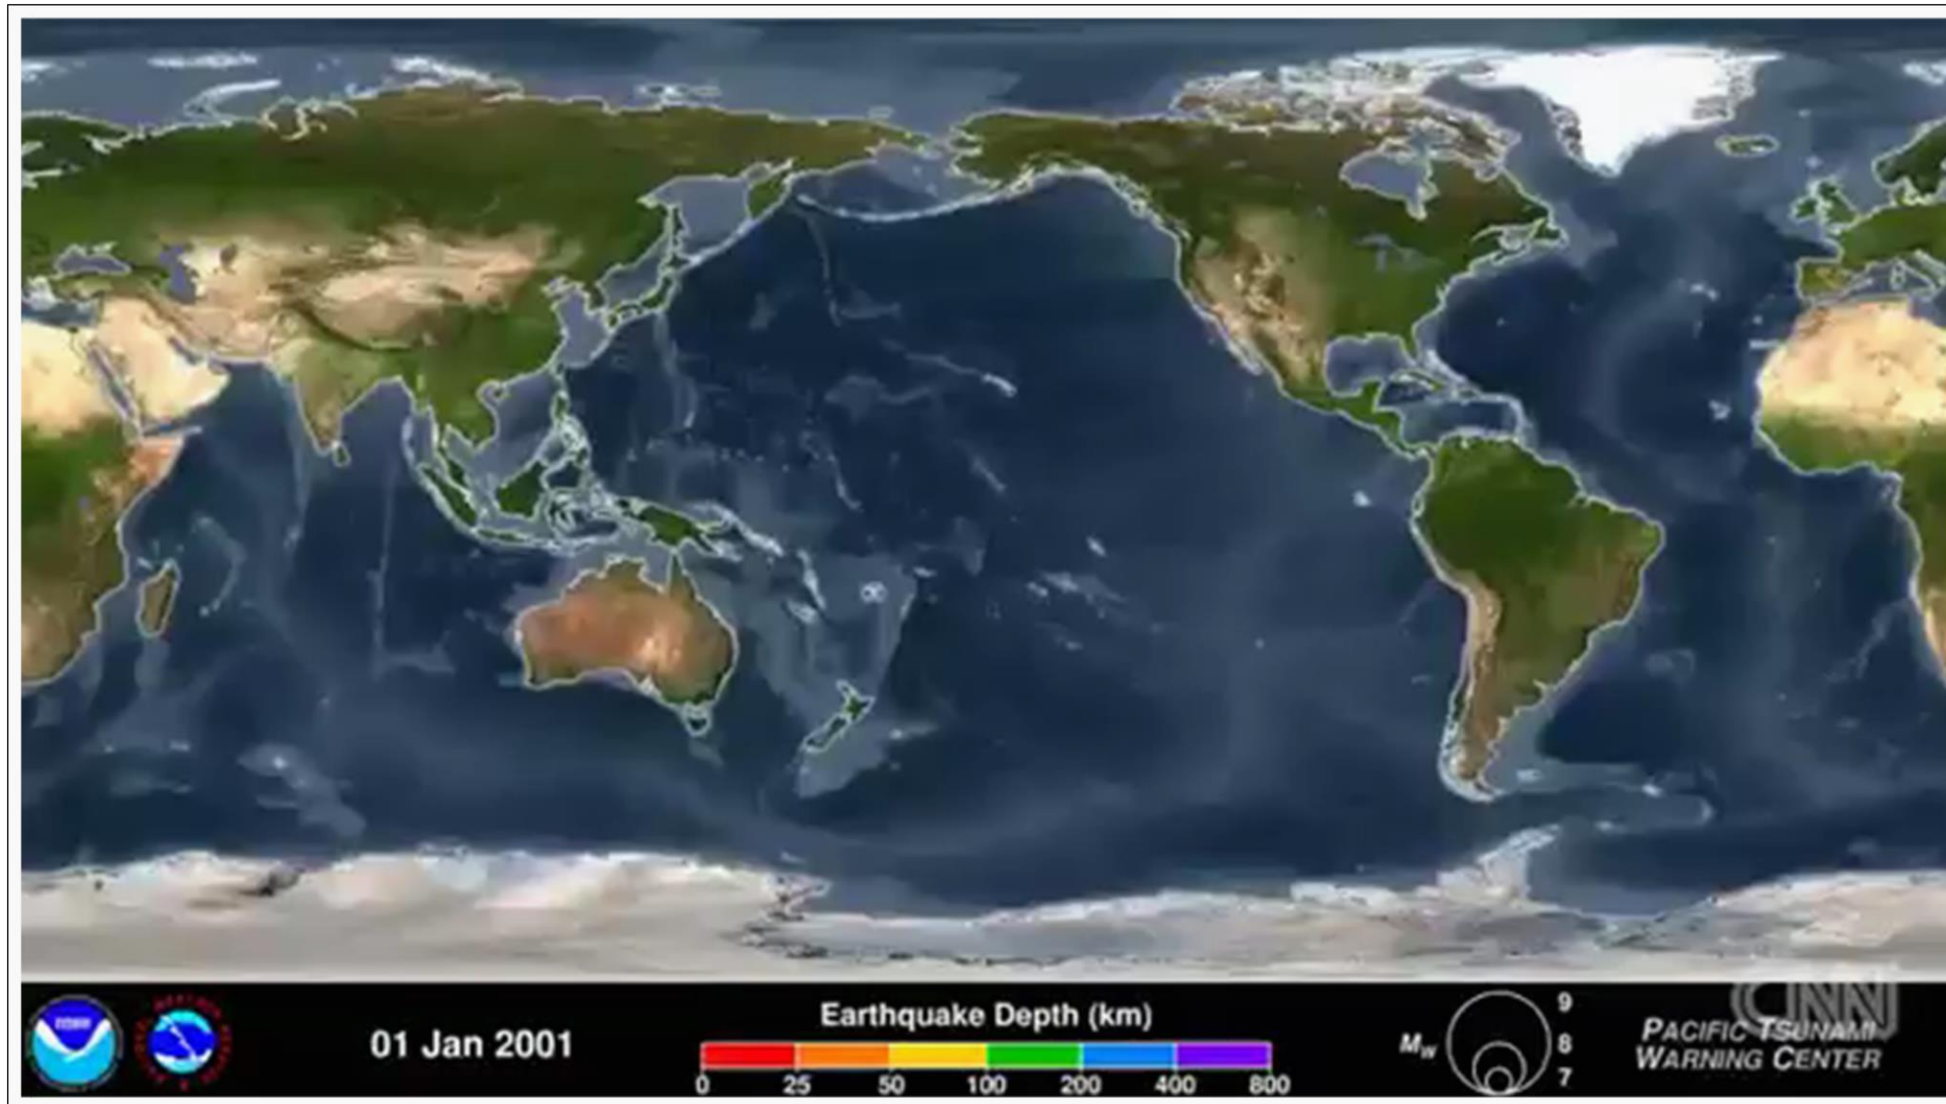 NOAA
01 Jan 2001
Earthquake Depth (km)
0 25 50 100 200 400 800
Mw
9
8
7
CNN
PACIFIC TSUNAMI
WARNING CENTER